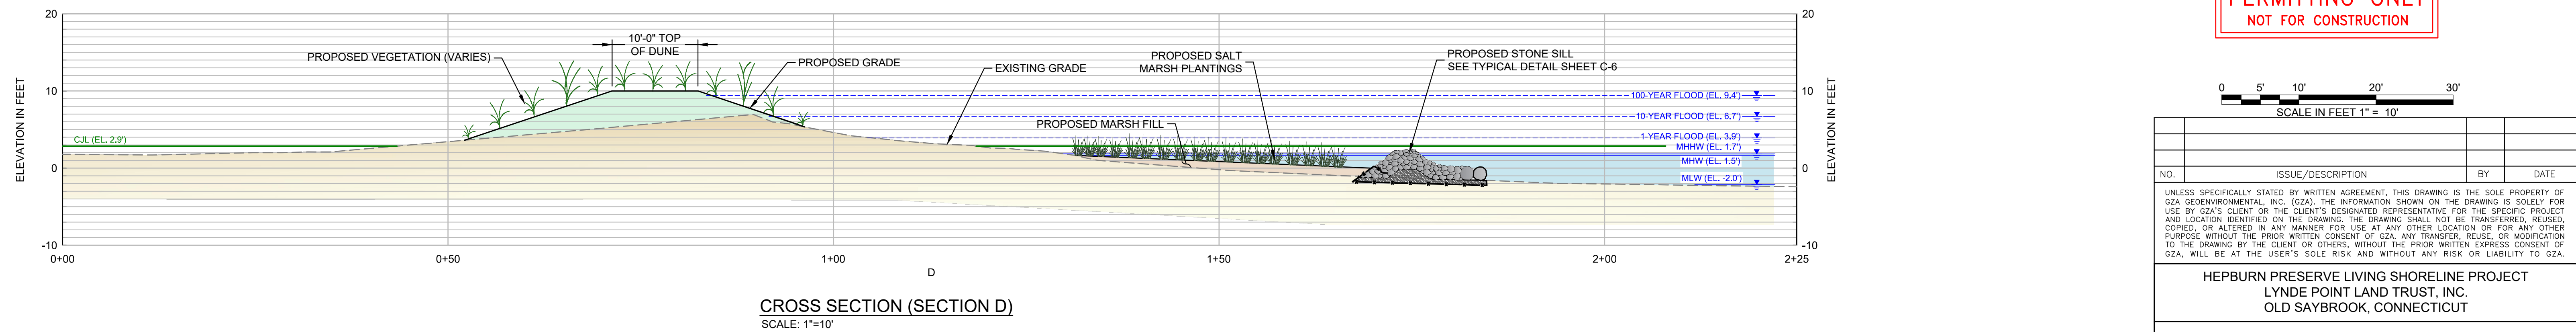 20
10
0
-10
ELEVATION IN FEET
PROPOSED VEGETATION (VARIES)
10'-0" TOP
OF DUNE
PROPOSED GRADE
EXISTING GRADE
PROPOSED SALT
MARSH PLANTINGS
PROPOSED STONE SILL
SEE TYPICAL DETAIL SHEET C-6
PROPOSED MARSH FILL
CJL (EL. 2.9')
100-YEAR FLOOD (EL. 9.4')
10-YEAR FLOOD (EL. 6.7')
1-YEAR FLOOD (EL. 3.9')
MHHW (EL. 1.7')
MHW (EL. 1.5')
MLW (EL. -2.0')
20
10
0
-10
ELEVATION IN FEET
0+00
0+50
1+00
1+50
2+00
2+25
D
CROSS SECTION (SECTION D)
SCALE: 1"=10'
PERMITTING ONLY
NOT FOR CONSTRUCTION
0 5' 10' 20' 30'
SCALE IN FEET 1" = 10'
NO. ISSUE/DESCRIPTION BY DATE
UNLESS SPECIFICALLY STATED BY WRITTEN AGREEMENT, THIS DRAWING IS THE SOLE PROPERTY OF
GZA GEOENVIRONMENTAL, INC. (GZA). THE INFORMATION SHOWN ON THE DRAWING IS SOLELY FOR
USE BY GZA'S CLIENT OR THE CLIENT'S DESIGNATED REPRESENTATIVE FOR THE SPECIFIC PROJECT
AND LOCATION IDENTIFIED ON THE DRAWING. THE DRAWING SHALL NOT BE TRANSFERRED, REUSED,
COPIED, OR ALTERED IN ANY MANNER FOR USE AT ANY OTHER LOCATION OR FOR ANY OTHER
PURPOSE WITHOUT THE PRIOR WRITTEN CONSENT OF GZA. ANY TRANSFER, REUSE, OR MODIFICATION
TO THE DRAWING BY THE CLIENT OR OTHERS, WITHOUT THE PRIOR WRITTEN EXPRESS CONSENT OF
GZA, WILL BE AT THE USER'S SOLE RISK AND WITHOUT ANY RISK OR LIABILITY TO GZA.
HEPBURN PRESERVE LIVING SHORELINE PROJECT
LYNDE POINT LAND TRUST, INC.
OLD SAYBROOK, CONNECTICUT